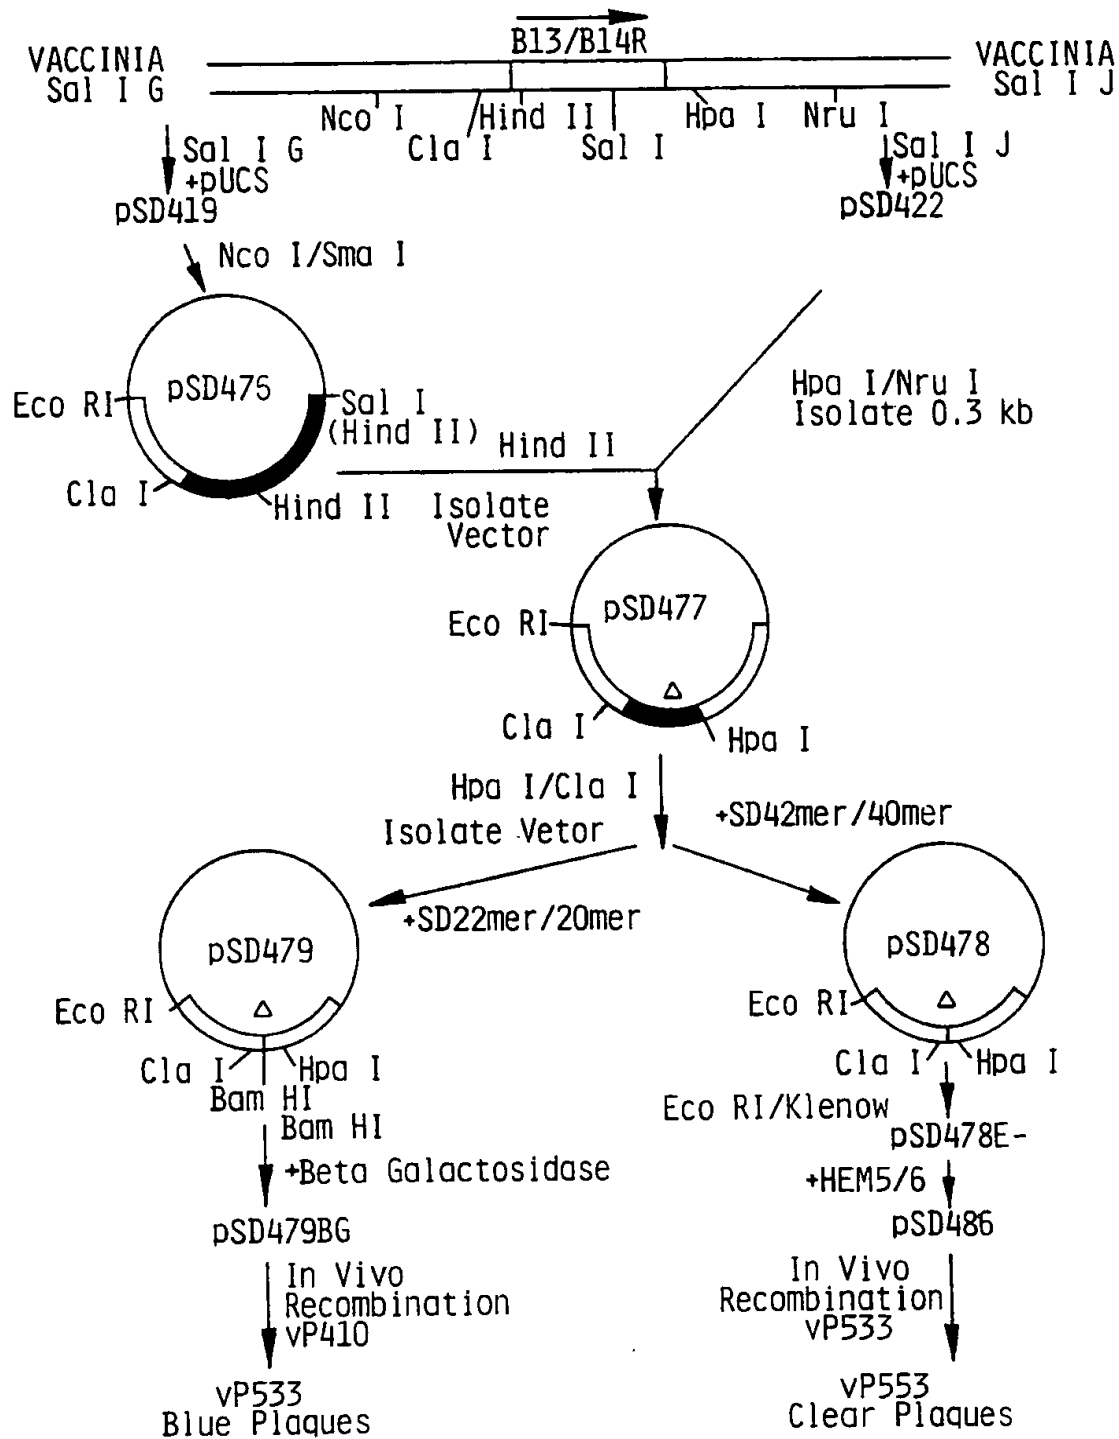 B13/B14R
VACCINIA
Sal I G
VACCINIA
Sal I J
Nco I
Cla I
Hind II
Sal I
Hpa I
Nru I
Sal I G
+pUCS
pSD419
Sal I J
+pUCS
pSD422
Nco I/Sma I
pSD475
Eco RI
Sal I
(Hind II)
Cla I
Hind II
Hind II
Isolate
Vector
Hpa I/Nru I
Isolate 0.3 kb
pSD477
Eco RI
Δ
Cla I
Hpa I
Hpa I/Cla I
Isolate Vetor
+SD42mer/40mer
+SD22mer/20mer
pSD479
Eco RI
Δ
Cla I
Hpa I
Bam HI
Bam HI
+Beta Galactosidase
pSD479BG
In Vivo
Recombination
vP410
vP533
Blue Plaques
pSD478
Eco RI
Δ
Cla I
Hpa I
Eco RI/Klenow
pSD478E-
+HEM5/6
pSD486
In Vivo
Recombination
vP533
vP553
Clear Plaques